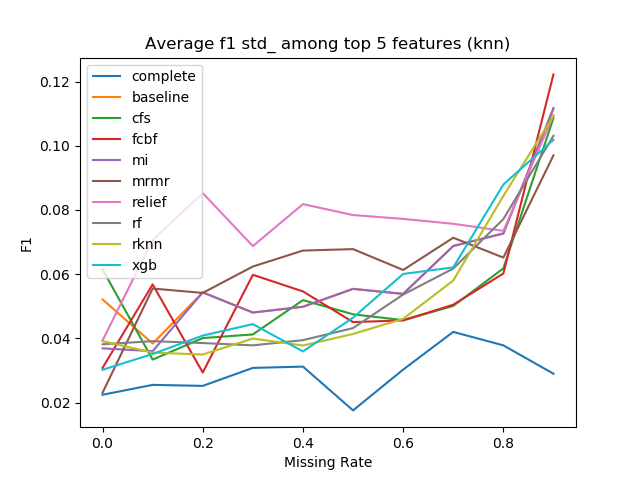 Average f1 std_ among top 5 features (knn)
complete
baseline
cfs
fcbf
mi
mrmr
relief
rf
rknn
xgb
0.12
0.10
0.08
0.06
0.04
0.02
F1
0.0 0.2 0.4 0.6 0.8
Missing Rate